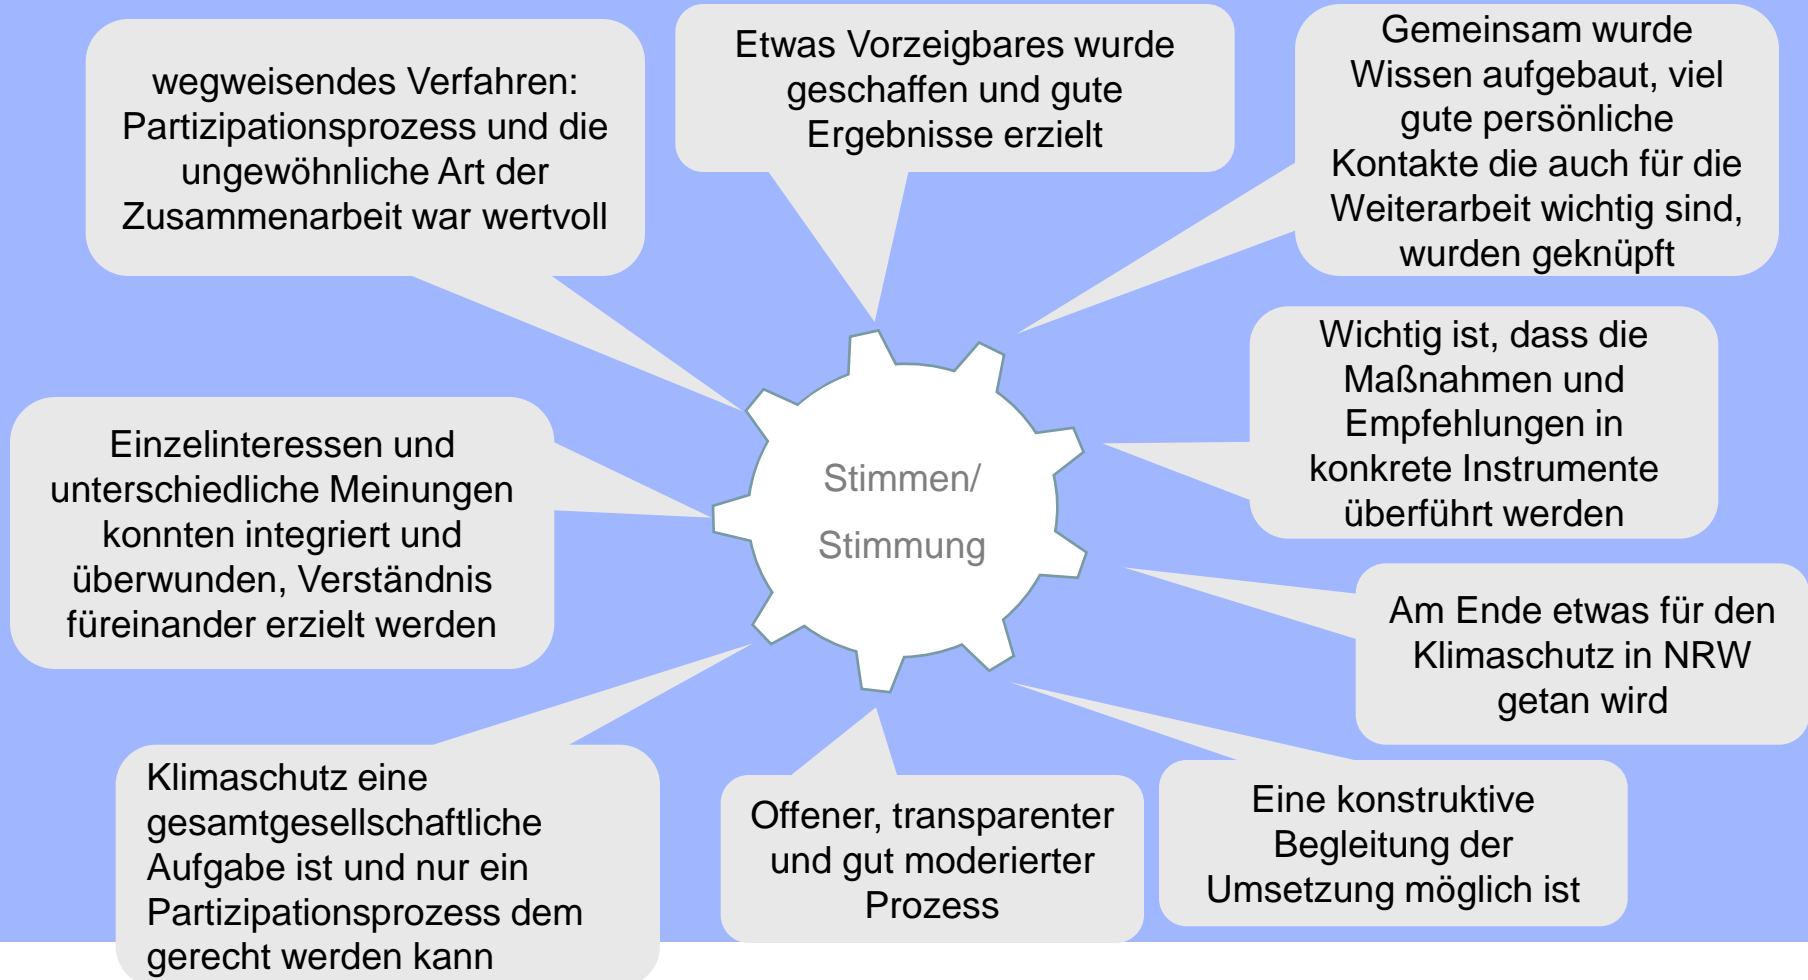 wegweisendes Verfahren:
Partizipationsprozess und die
ungewöhnliche Art der
Zusammenarbeit war wertvoll
Etwas Vorzeigbares wurde
geschaffen und gute
Ergebnisse erzielt
Gemeinsam wurde
Wissen aufgebaut, viel
gute persönliche
Kontakte die auch für die
Weiterarbeit wichtig sind,
wurden geknüpft
Wichtig ist, dass die
Maßnahmen und
Empfehlungen in
konkrete Instrumente
überführt werden
Einzelinteressen und
unterschiedliche Meinungen
konnten integriert und
überwunden, Verständnis
füreinander erzielt werden
Stimmen/
Stimmung
Am Ende etwas für den
Klimaschutz in NRW
getan wird
Klimaschutz eine
gesamtgesellschaftliche
Aufgabe ist und nur ein
Partizipationsprozess dem
gerecht werden kann
Offener, transparenter
und gut moderierter
Prozess
Eine konstruktive
Begleitung der
Umsetzung möglich ist